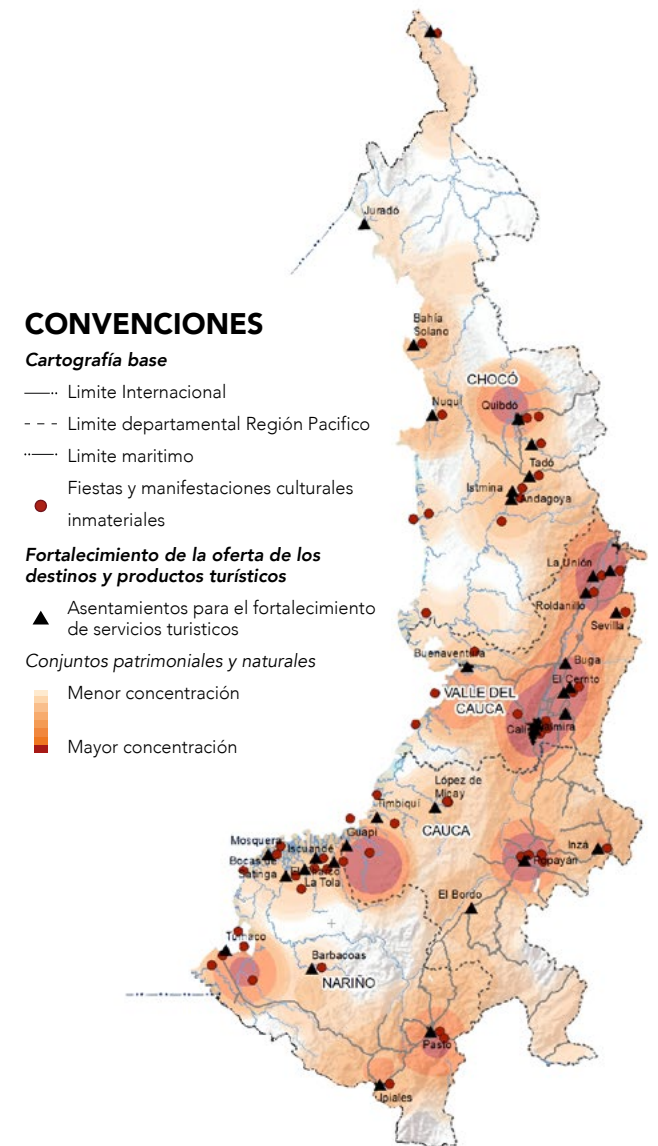 Juradó
Bahía
Solano
CONVENCIONES
Cartografía base
Limite Internacional
Limite departamental Región Pacifico
Limite maritimo
Fiestas y manifestaciones culturales
inmateriales
Fortalecimiento de la oferta de los
destinos y productos turísticos
Asentamientos para el fortalecimiento
de servicios turisticos
Conjuntos patrimoniales y naturales
Menor concentración
Mayor concentración
CHOCÓ
Nuquí
Quibdó
Tadó
Istmina
Andagoya
La Unión
Roldanillo
Sevilla
Buenaventura
Buga
El Cerrito
VALLE DEL
CAUCA
Cali
López de
Micay
Timbiquí
CAUCA
Guapi
Mosquera
Iscuandé
Bocas de
Satinga
La Tola
Inzá
Popayán
El Bordo
Tumaco
Barbacoas
NARIÑO
Pasto
Ipiales